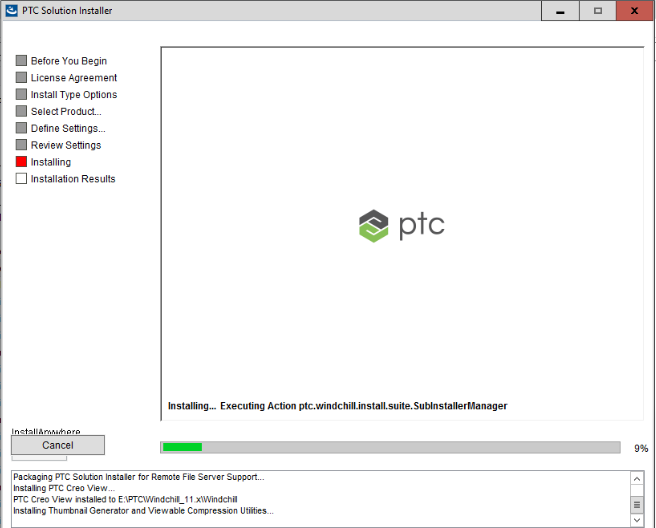 PTC Solution Installer
Before You Begin
License Agreement
Install Type Options
Select Product...
Define Settings...
Review Settings
Installing
Installation Results
ptc
Installing... Executing Action ptc.windchill.install.suite.SubInstallerManager
InstallAnywhere
Cancel
9%
Packaging PTC Solution Installer for Remote File Server Support...
Installing PTC Creo View...
PTC Creo View installed to E:\PTC\Windchill_11.x\Windchill
Installing Thumbnail Generator and Viewable Compression Utilities...